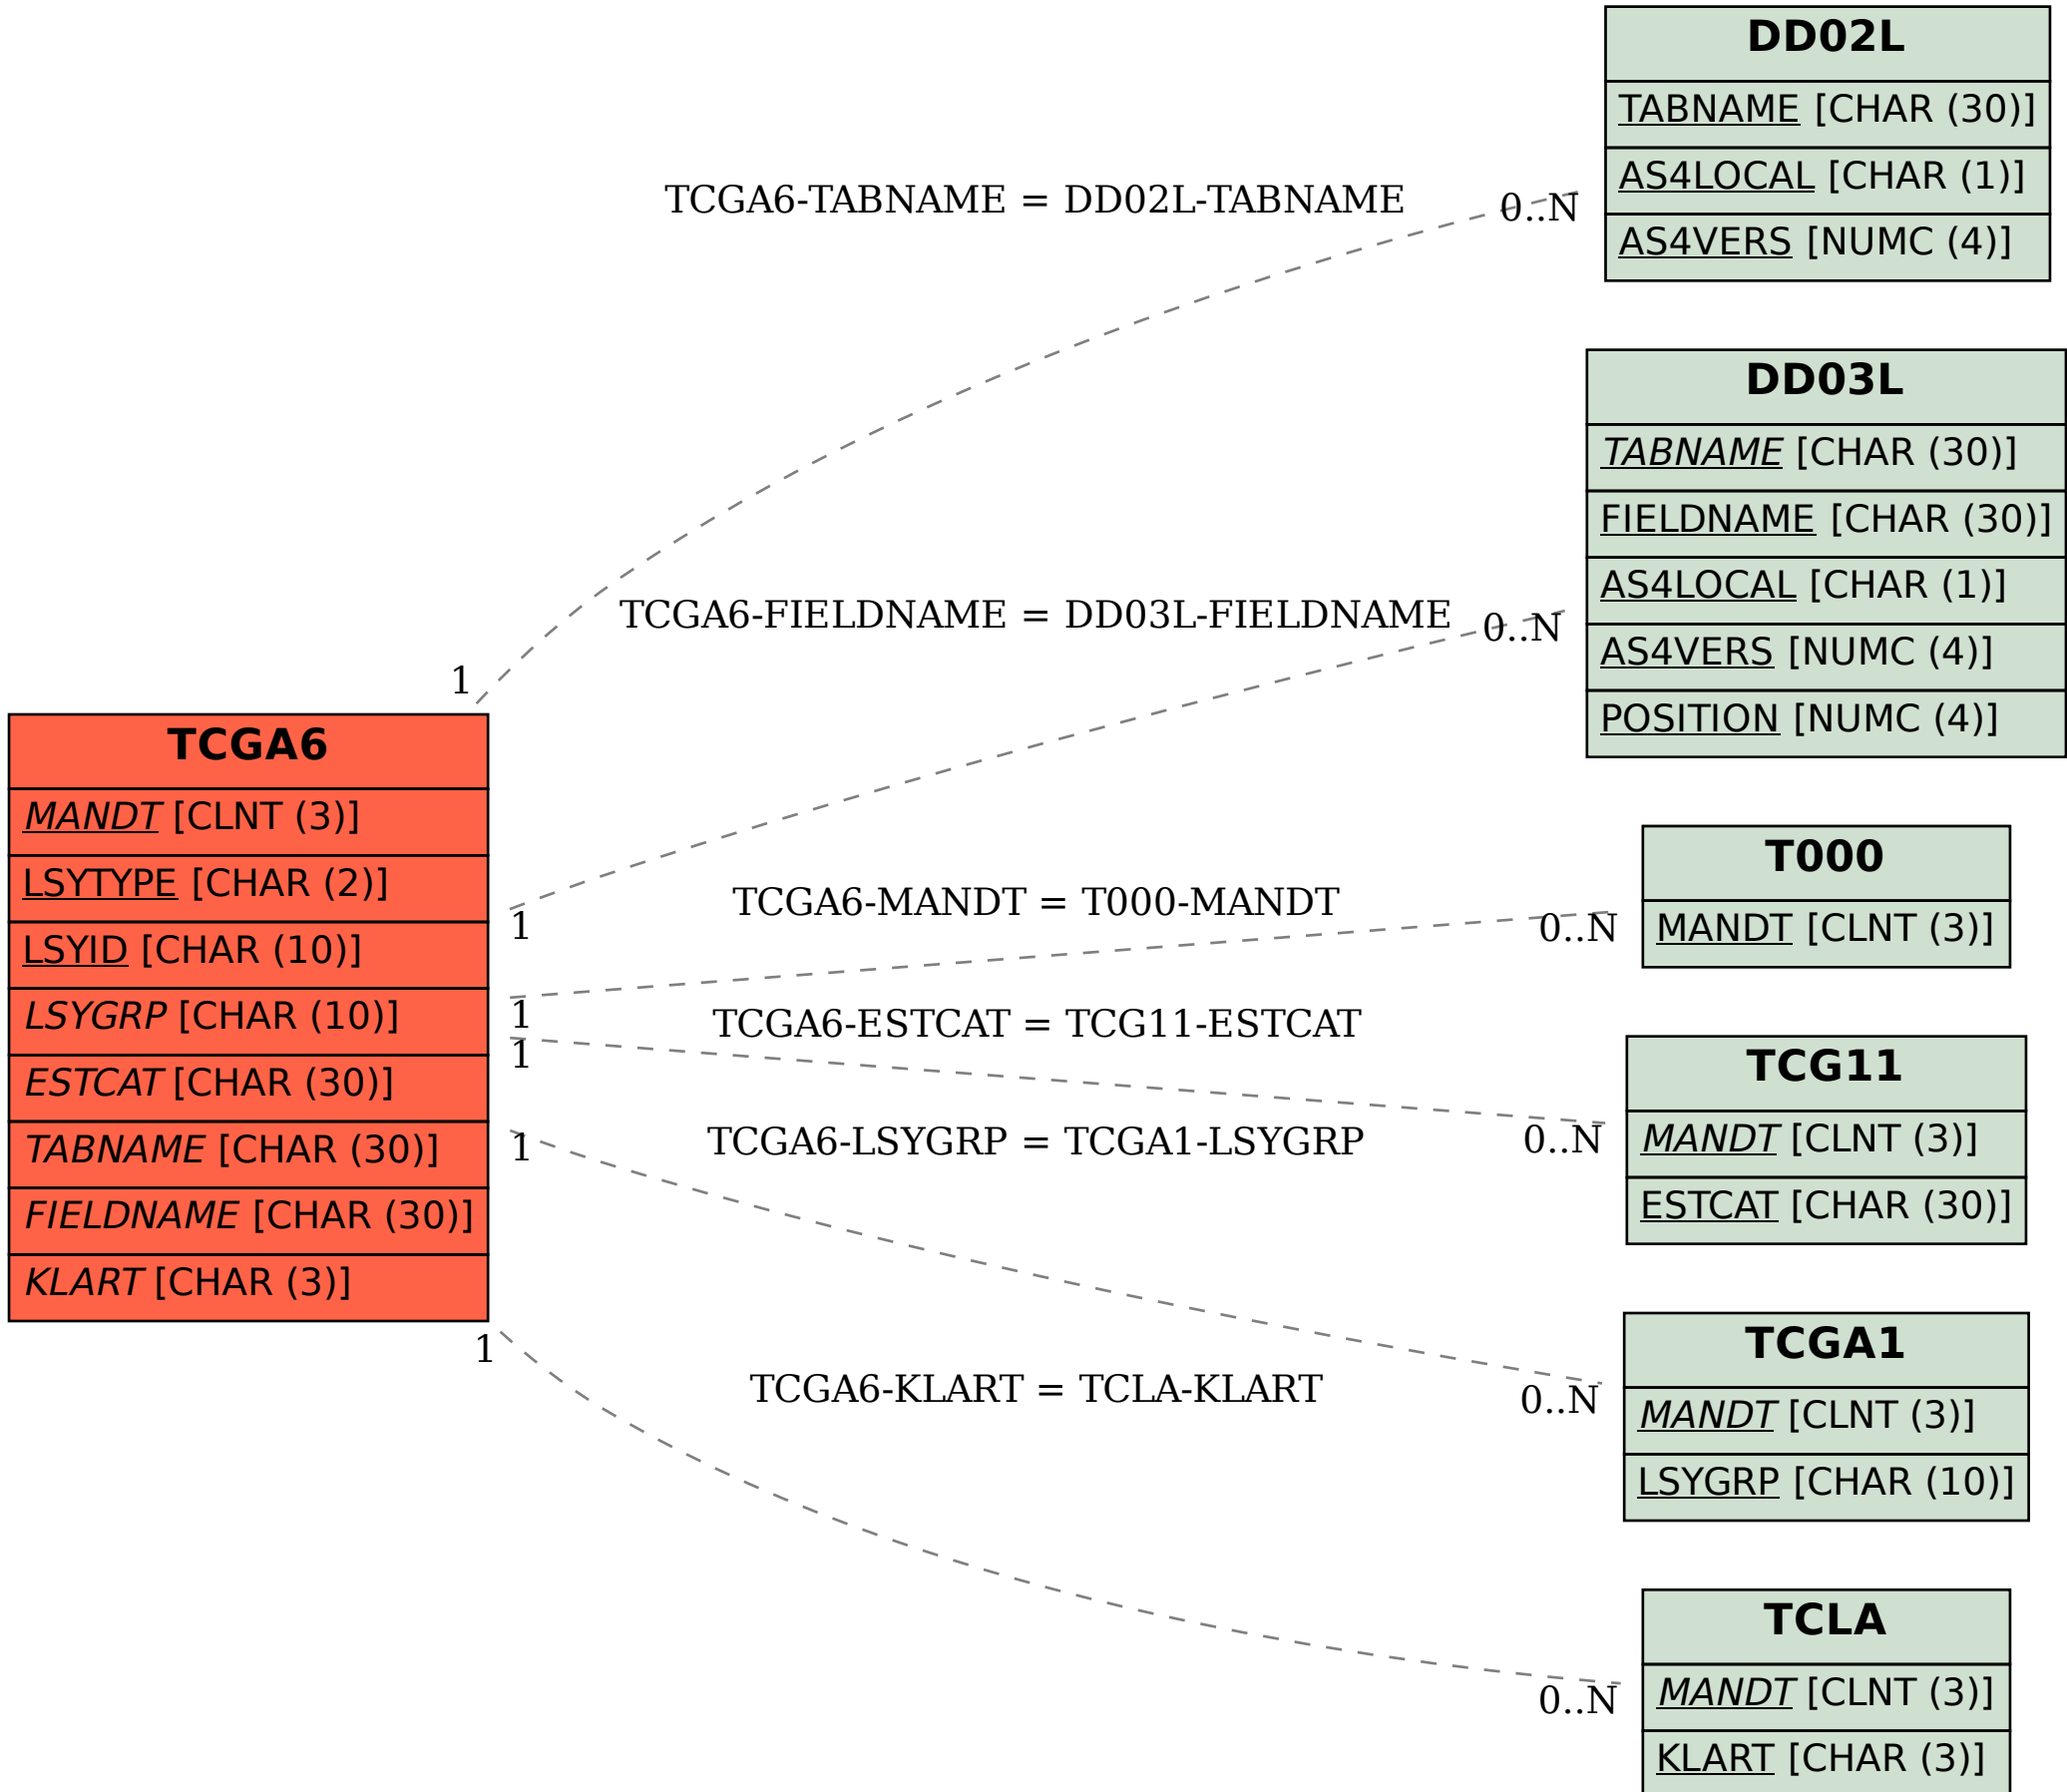 DD02L
TABNAME [CHAR (30)]
AS4LOCAL [CHAR (1)]
AS4VERS [NUMC (4)]
TCGA6-TABNAME = DD02L-TABNAME
0..N
1
DD03L
TABNAME [CHAR (30)]
FIELDNAME [CHAR (30)]
AS4LOCAL [CHAR (1)]
AS4VERS [NUMC (4)]
POSITION [NUMC (4)]
TCGA6-FIELDNAME = DD03L-FIELDNAME
0..N
1
TCGA6
MANDT [CLNT (3)]
LSYTYPE [CHAR (2)]
LSYID [CHAR (10)]
LSYGRP [CHAR (10)]
ESTCAT [CHAR (30)]
TABNAME [CHAR (30)]
FIELDNAME [CHAR (30)]
KLART [CHAR (3)]
TCGA6-MANDT = T000-MANDT
0..N
1
T000
MANDT [CLNT (3)]
TCGA6-ESTCAT = TCG11-ESTCAT
1
0..N
TCG11
MANDT [CLNT (3)]
ESTCAT [CHAR (30)]
TCGA6-LSYGRP = TCGA1-LSYGRP
1
0..N
TCGA1
MANDT [CLNT (3)]
LSYGRP [CHAR (10)]
TCGA6-KLART = TCLA-KLART
1
0..N
TCLA
MANDT [CLNT (3)]
KLART [CHAR (3)]